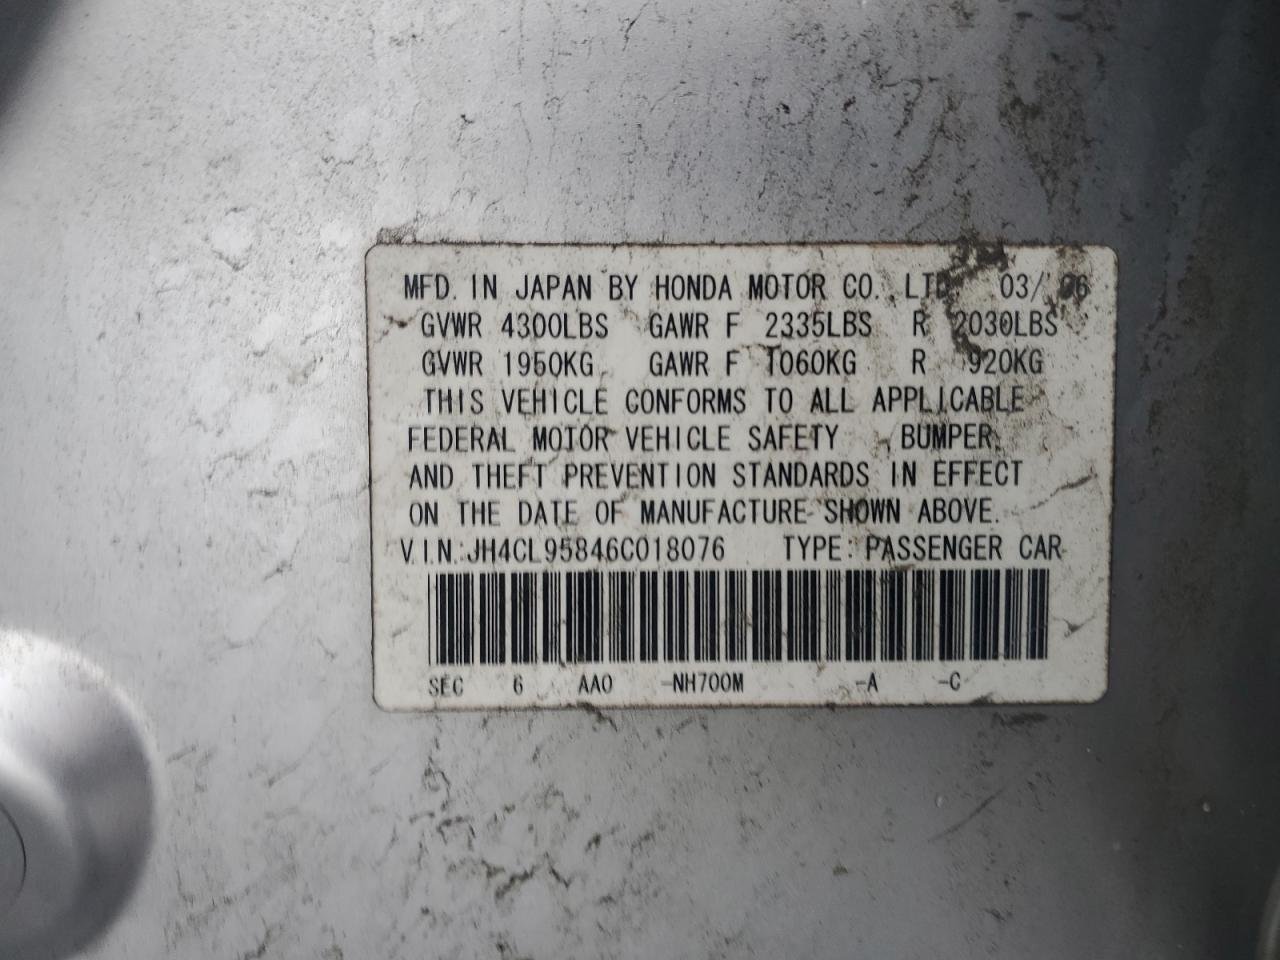 MFD. IN JAPAN BY HONDA MOTOR CO., LTD. 03/'06
GVWR 4300LBS GAWR F 2335LBS R 2030LBS
GVWR 1950KG GAWR F 1060KG R 920KG
THIS VEHICLE CONFORMS TO ALL APPLICABLE
FEDERAL MOTOR VEHICLE SAFETY , BUMPER,
AND THEFT PREVENTION STANDARDS IN EFFECT
ON THE DATE OF MANUFACTURE SHOWN ABOVE.
V.I.N.:JH4CL95846C018076 TYPE:PASSENGER CAR
SEC 6 AA0 -NH700M -A -C